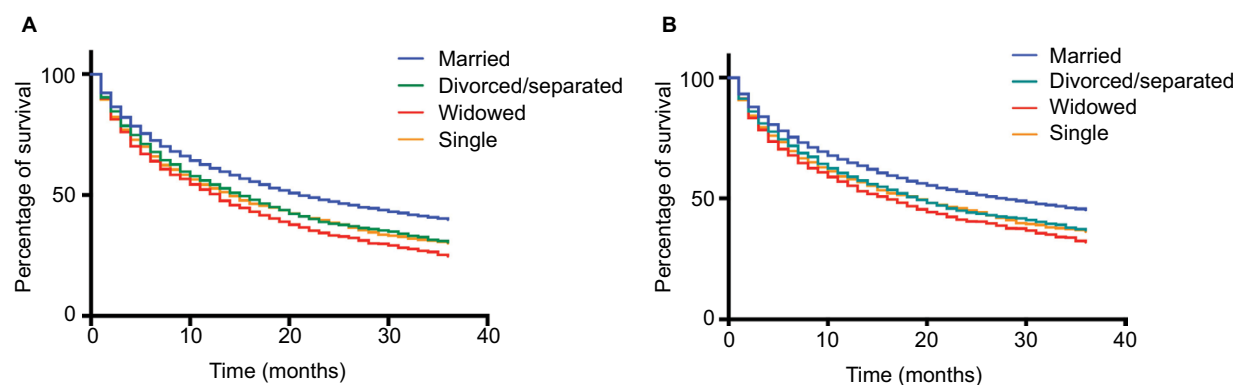 A
Percentage of survival
100
50
0
0
10
20
30
40
Time (months)
Married
Divorced/separated
Widowed
Single
B
Percentage of survival
100
50
0
0
10
20
30
40
Time (months)
Married
Divorced/separated
Widowed
Single